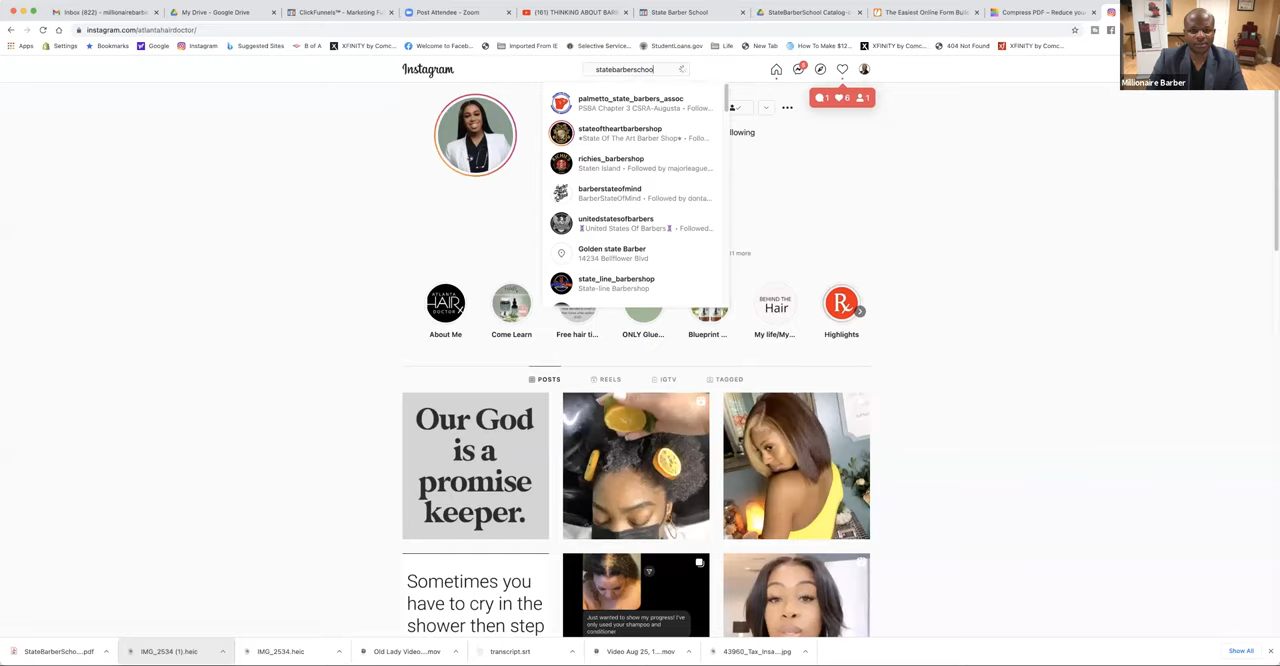 Inbox (822) - millionairebarb
My Drive - Google Drive
ClickFunnels™ - Marketing Fu
Post Attendee - Zoom
(161) THINKING ABOUT BAR
State Barber School
StateBarberSchool Catalog-c
The Easiest Online Form Buil
Compress PDF – Reduce you
instagram.com/atlantahairdoctor/
Apps
Settings
Bookmarks
Google
Instagram
Suggested Sites
B of A
XFINITY by Comc...
Welcome to Faceb...
Imported From IE
Selective Service...
StudentLoans.gov
Life
New Tab
How To Make $12...
XFINITY by Comc...
404 Not Found
XFINITY by Comc...
Millionaire Barber
Instagram
statebarberschoo
5
1 6 1
palmetto_state_barbers_assoc
PSBA Chapter 3 CSRA-Augusta • Follow...
stateoftheartbarbershop
State Of The Art Barber Shop • Follo...
richies_barbershop
Staten Island • Followed by majorleague...
barberstateofmind
BarberStateOfMind • Followed by donta...
unitedstatesofbarbers
United States Of Barbers • Followed...
Golden state Barber
14234 Bellflower Blvd
state_line_barbershop
State-line Barbershop
llowing
11 more
ATLANTA
HAIR
DOCTOR
BEHIND THE
Hair
Rx
About Me
Come Learn
Free hair ti...
ONLY Glue...
Blueprint ...
My life/My...
Highlights
POSTS
REELS
IGTV
TAGGED
Our God
is a
promise
keeper.
Sometimes you
have to cry in the
shower then step
Just wanted to show my progress! I've
only used your shampoo and
conditioner
StateBarberScho....pdf
IMG_2534 (1).heic
IMG_2534.heic
Old Lady Video....mov
transcript.srt
Video Aug 25, 1....mov
43960_Tax_Insa....jpg
Show All